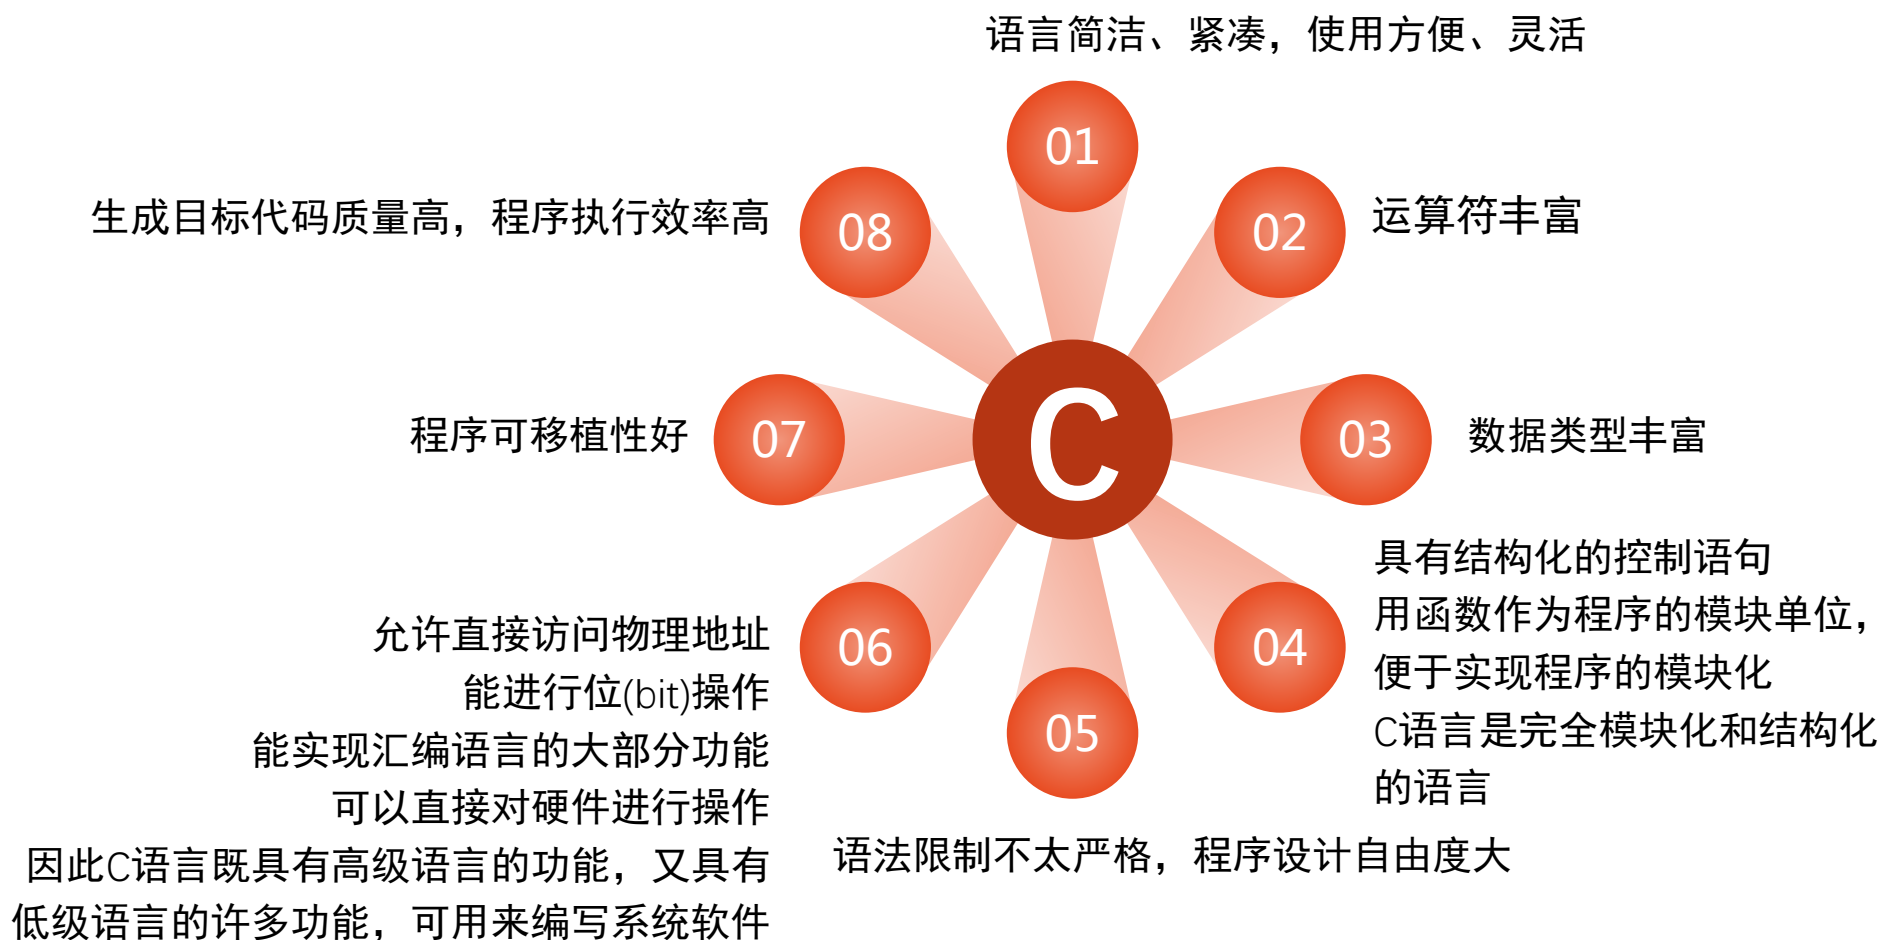 语言简洁、紧凑，使用方便、灵活
01
02
运算符丰富
03
数据类型丰富
04
具有结构化的控制语句
用函数作为程序的模块单位，
便于实现程序的模块化
C语言是完全模块化和结构化
的语言
05
语法限制不太严格，程序设计自由度大
06
允许直接访问物理地址
能进行位(bit)操作
能实现汇编语言的大部分功能
可以直接对硬件进行操作
因此C语言既具有高级语言的功能，又具有
低级语言的许多功能，可用来编写系统软件
07
程序可移植性好
08
生成目标代码质量高，程序执行效率高
C